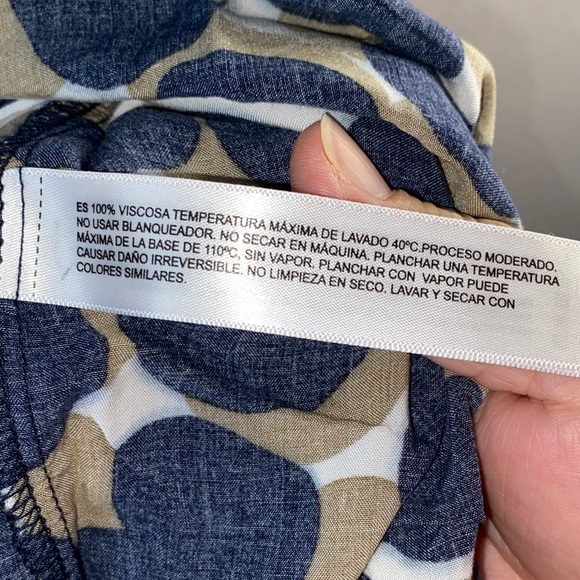 ES 100% VISCOSA TEMPERATURA MÁXIMA DE LAVADO 40ºC.PROCESO MODERADO.
NO USAR BLANQUEADOR. NO SECAR EN MÁQUINA. PLANCHAR UNA TEMPERATURA
MÁXIMA DE LA BASE DE 110ºC, SIN VAPOR, PLANCHAR CON VAPOR PUEDE
CAUSAR DAÑO IRREVERSIBLE. NO LIMPIEZA EN SECO. LAVAR Y SECAR CON
COLORES SIMILARES.